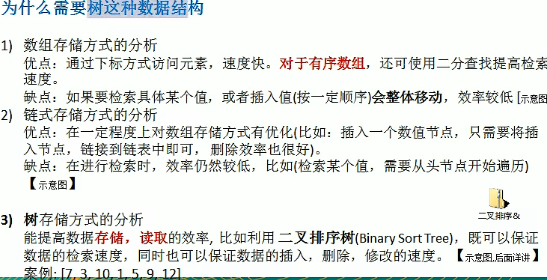 为什么需要树这种数据结构
1) 数组存储方式的分析
优点：通过下标方式访问元素，速度快。对于有序数组，还可使用二分查找提高检索
速度。
缺点：如果要检索具体某个值，或者插入值(按一定顺序)会整体移动，效率较低 [示意图
2) 链式存储方式的分析
优点：在一定程度上对数组存储方式有优化(比如：插入一个数值节点，只需要将插
入节点，链接到链表中即可， 删除效率也很好)。
缺点：在进行检索时，效率仍然较低，比如(检索某个值，需要从头节点开始遍历)
【示意图】
二叉排序&
3) 树存储方式的分析
能提高数据存储，读取的效率, 比如利用 二叉排序树(Binary Sort Tree)，既可以保证
数据的检索速度，同时也可以保证数据的插入，删除，修改的速度。【示意图,后面详讲】
案例: [7, 3, 10, 1, 5, 9, 12]